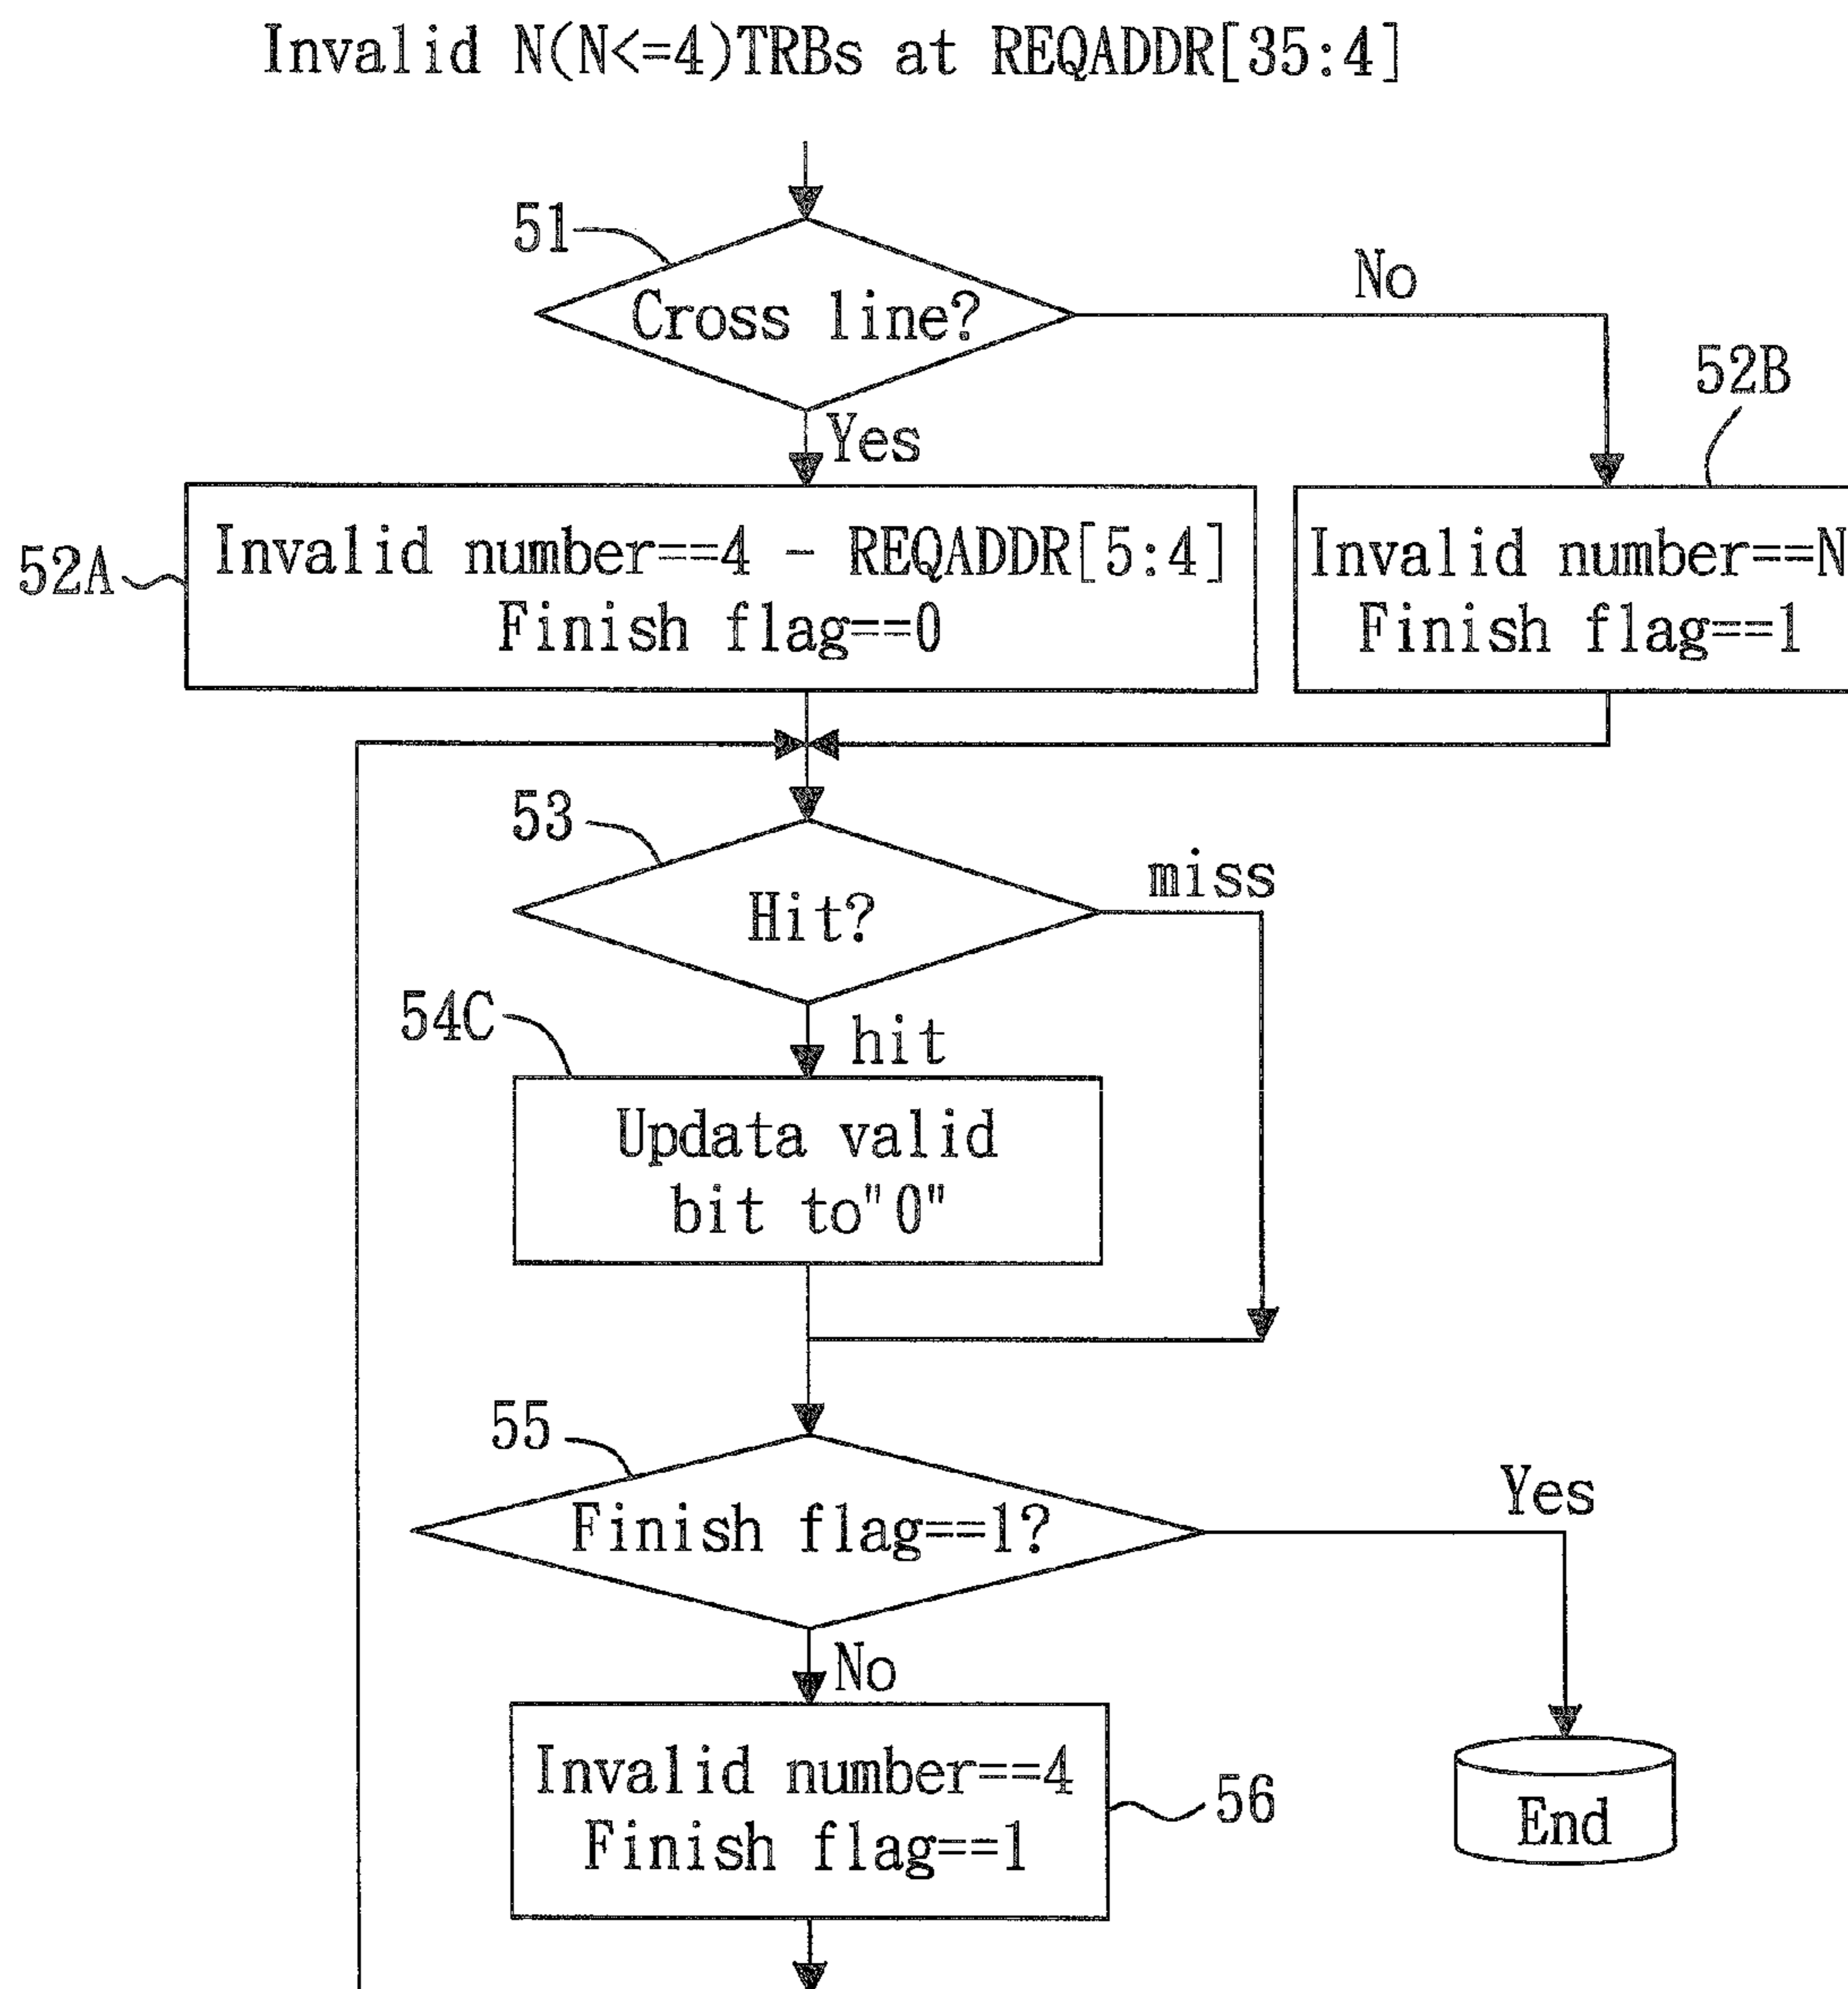 Invalid N(N<=4)TRBs at REQADDR[35:4]
51
Cross line?
No
Yes
52B
52A
Invalid number==4 - REQADDR[5:4]
Finish flag==0
Invalid number==N
Finish flag==1
53
Hit?
miss
54C
hit
Updata valid
bit to"0"
55
Finish flag==1?
Yes
No
Invalid number==4
Finish flag==1
56
End